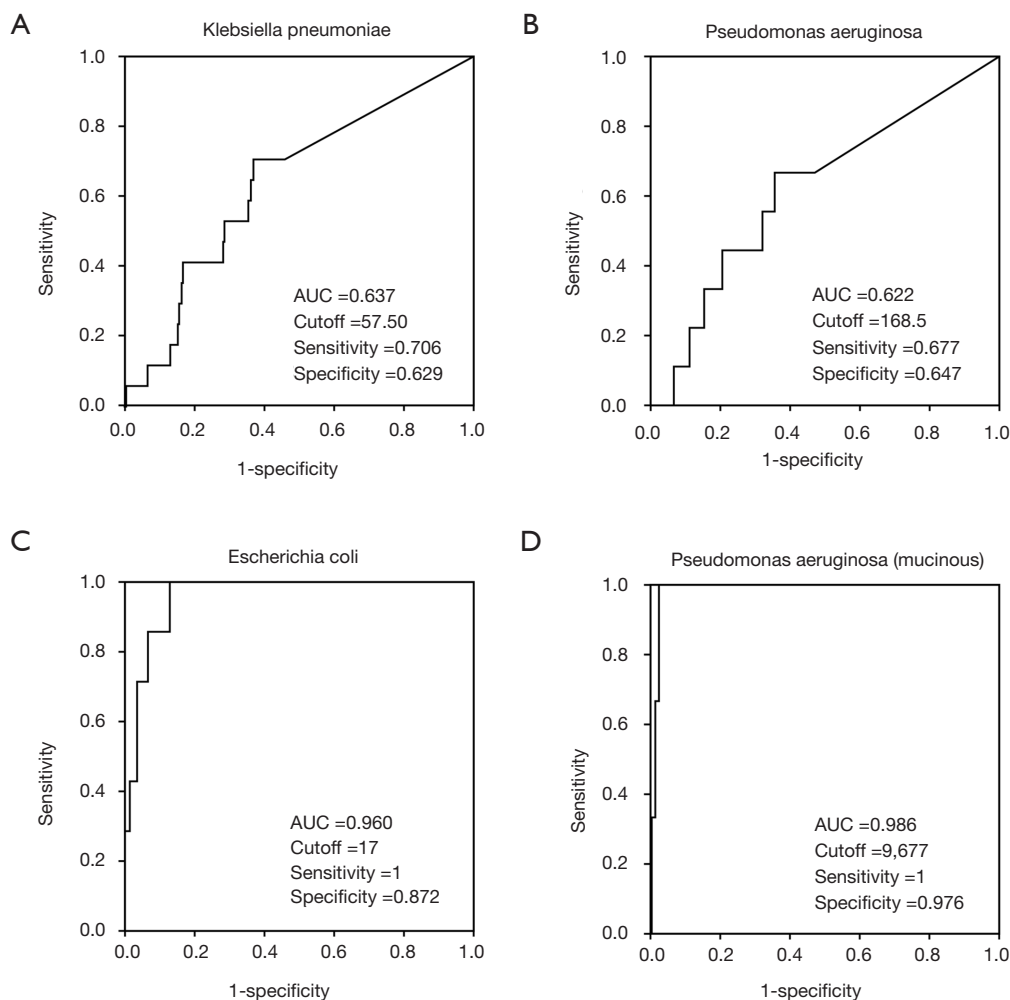 A
Klebsiella pneumoniae
1.0
0.8
0.6
0.4
0.2
0.0
Sensitivity
AUC =0.637
Cutoff =57.50
Sensitivity =0.706
Specificity =0.629
0.0 0.2 0.4 0.6 0.8 1.0
1-specificity
B
Pseudomonas aeruginosa
1.0
0.8
0.6
0.4
0.2
0.0
Sensitivity
AUC =0.622
Cutoff =168.5
Sensitivity =0.677
Specificity =0.647
0.0 0.2 0.4 0.6 0.8 1.0
1-specificity
C
Escherichia coli
1.0
0.8
0.6
0.4
0.2
0.0
Sensitivity
AUC =0.960
Cutoff =17
Sensitivity =1
Specificity =0.872
0.0 0.2 0.4 0.6 0.8 1.0
1-specificity
D
Pseudomonas aeruginosa (mucinous)
1.0
0.8
0.6
0.4
0.2
0.0
Sensitivity
AUC =0.986
Cutoff =9,677
Sensitivity =1
Specificity =0.976
0.0 0.2 0.4 0.6 0.8 1.0
1-specificity